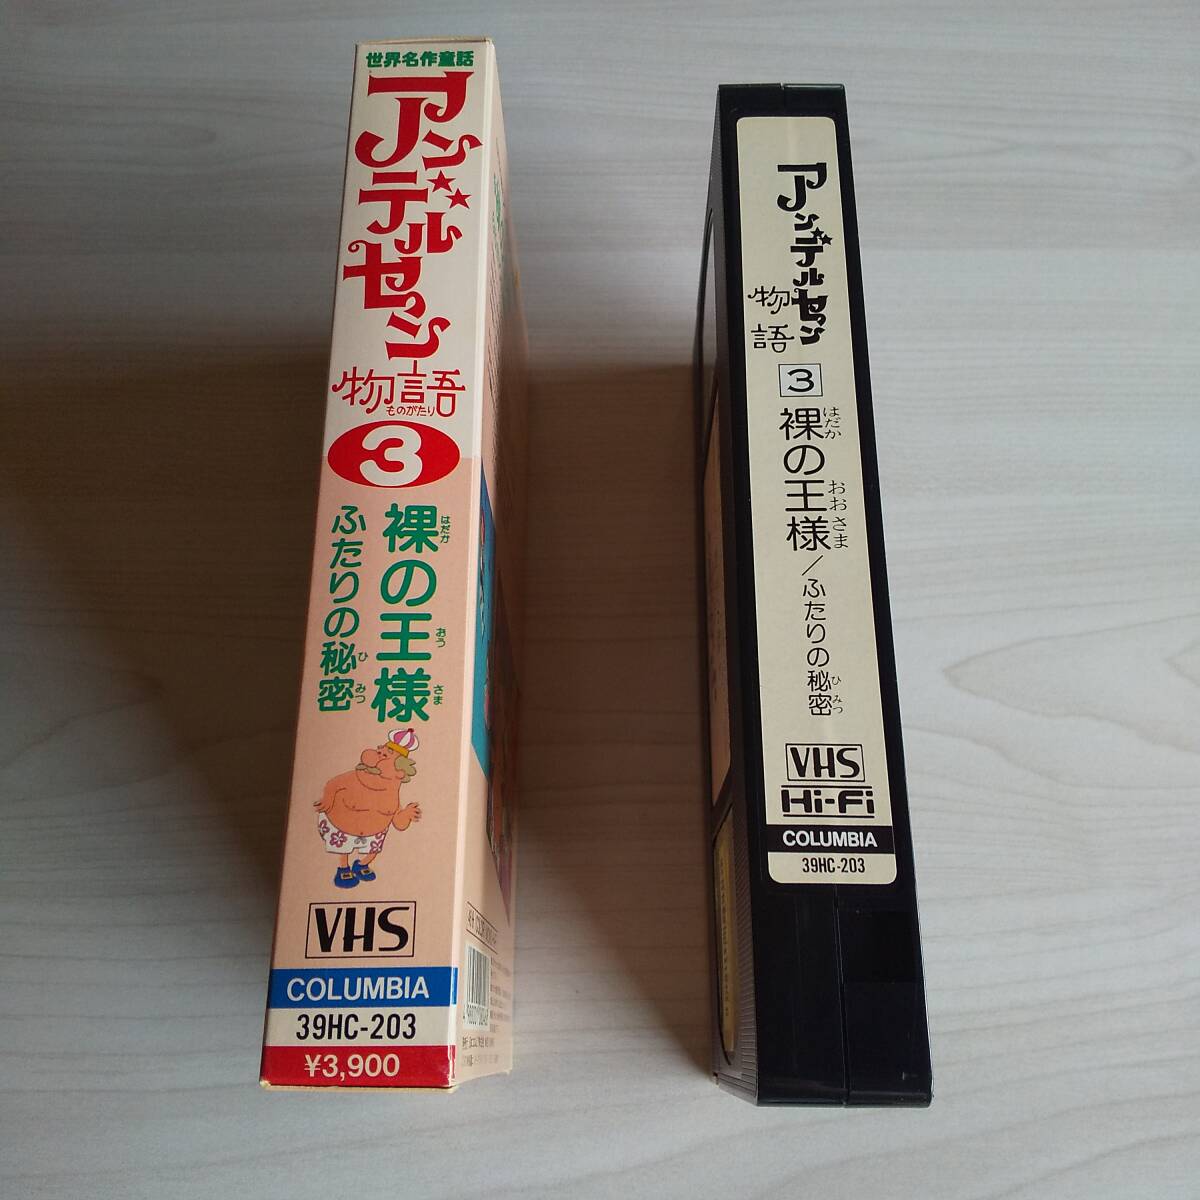 世界名作童話
アンデルセン
物語
ものがたり
3
裸の王様
はだか
おう
さま
ふたりの秘密
ひ
みつ
VHS
COLUMBIA
39HC-203
¥3,900
アンデルセン
物語
3
裸の王様/ふたりの秘密
はだか
おおさま
ひ
みつ
VHS
Hi-Fi
COLUMBIA
39HC-203